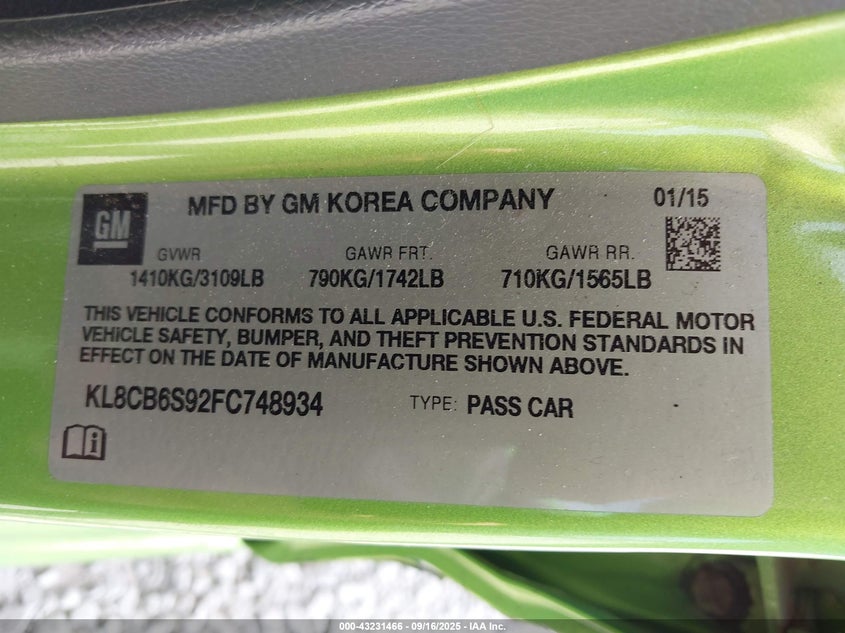 GM
MFD BY GM KOREA COMPANY 01/15
GVWR GAWR FRT. GAWR RR.
1410KG/3109LB 790KG/1742LB 710KG/1565LB
THIS VEHICLE CONFORMS TO ALL APPLICABLE U.S. FEDERAL MOTOR
VEHICLE SAFETY, BUMPER, AND THEFT PREVENTION STANDARDS IN
EFFECT ON THE DATE OF MANUFACTURE SHOWN ABOVE.
KL8CB6S92FC748934 TYPE: PASS CAR
000-43231466 - 09/16/2025 - IAA Inc.